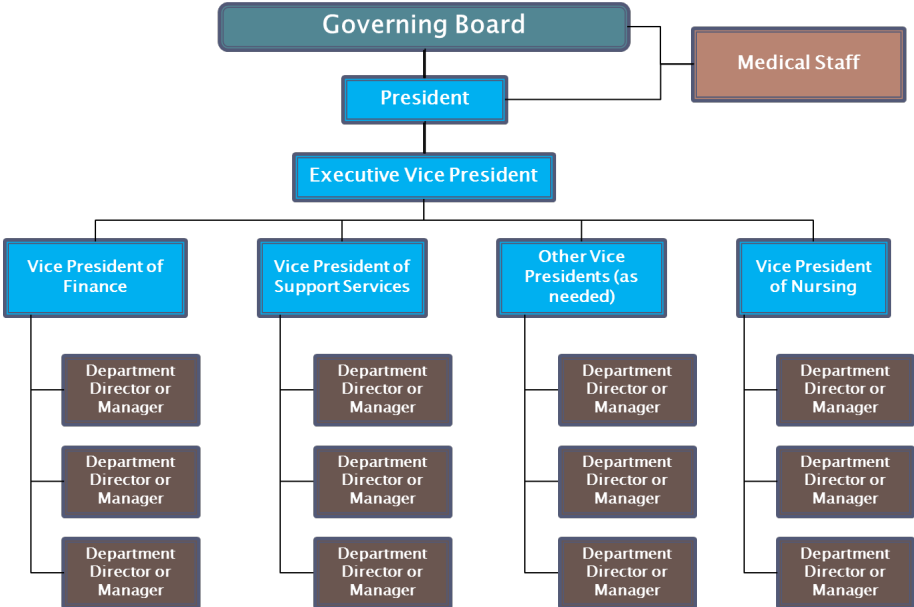 Governing Board
Medical Staff
President
Executive Vice President
Vice President of
Finance
Vice President of
Support Services
Other Vice
Presidents (as
needed)
Vice President
of Nursing
Department
Director or
Manager
Department
Director or
Manager
Department
Director or
Manager
Department
Director or
Manager
Department
Director or
Manager
Department
Director or
Manager
Department
Director or
Manager
Department
Director or
Manager
Department
Director or
Manager
Department
Director or
Manager
Department
Director or
Manager
Department
Director or
Manager